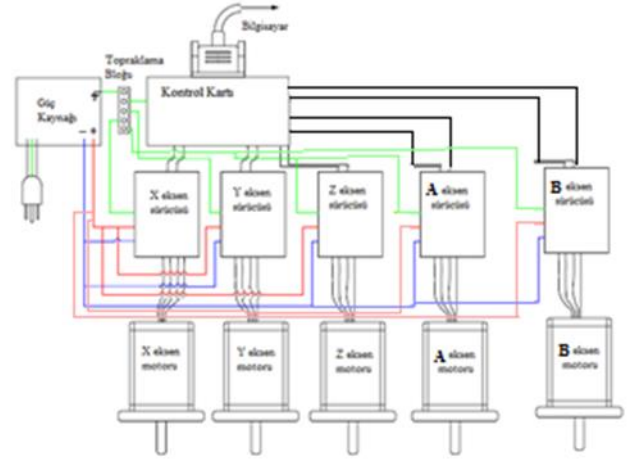 Bilgisayar
Topraklama
Bloğu
Kontrol Kartı
Güç
Kaynağı
- +
X eksen
sürücüsü
Y eksen
sürücüsü
Z eksen
sürücüsü
A eksen
sürücüsü
B eksen
sürücüsü
X eksen
motoru
Y eksen
motoru
Z eksen
motoru
A eksen
motoru
B eksen
motoru